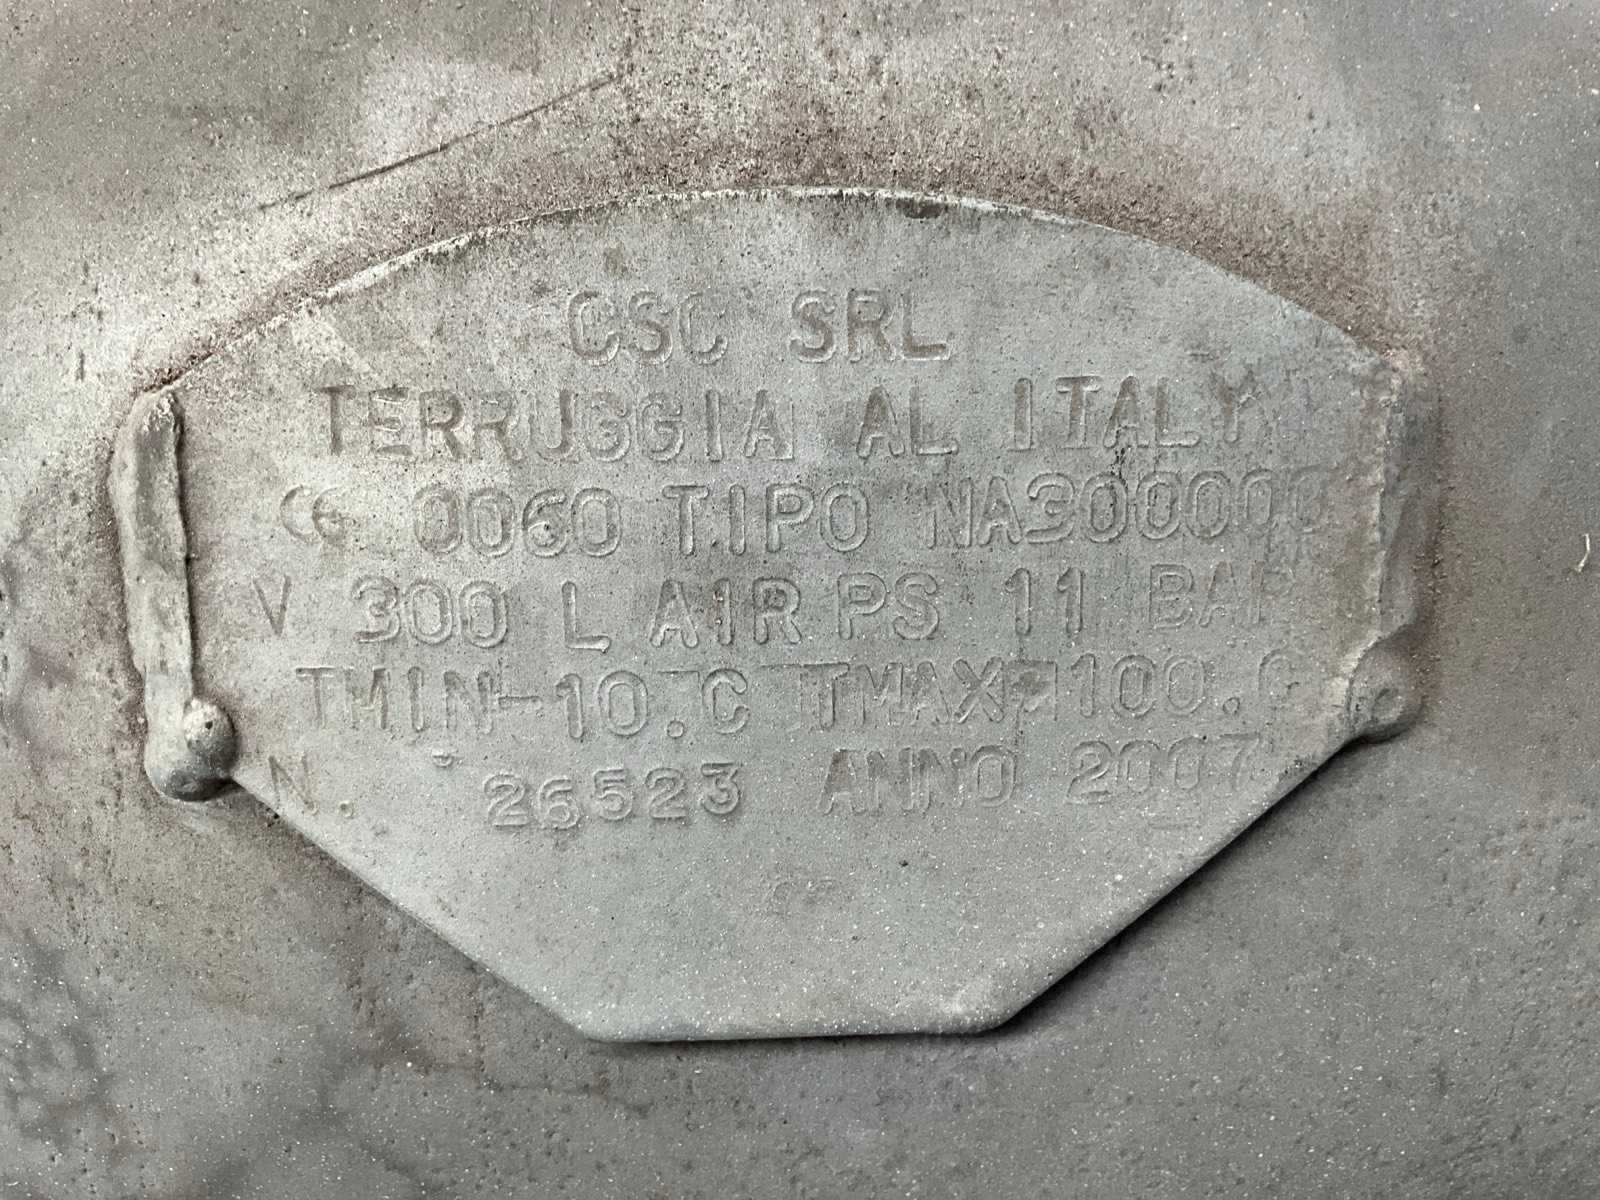 CSC SRL
TERRUGGIA AL ITALY
CE 0060 TIPO NA300000
V 300 L AIR PS 11 BAR
TMIN-10.C TMAX 100.C
N. 26523 ANNO 2007